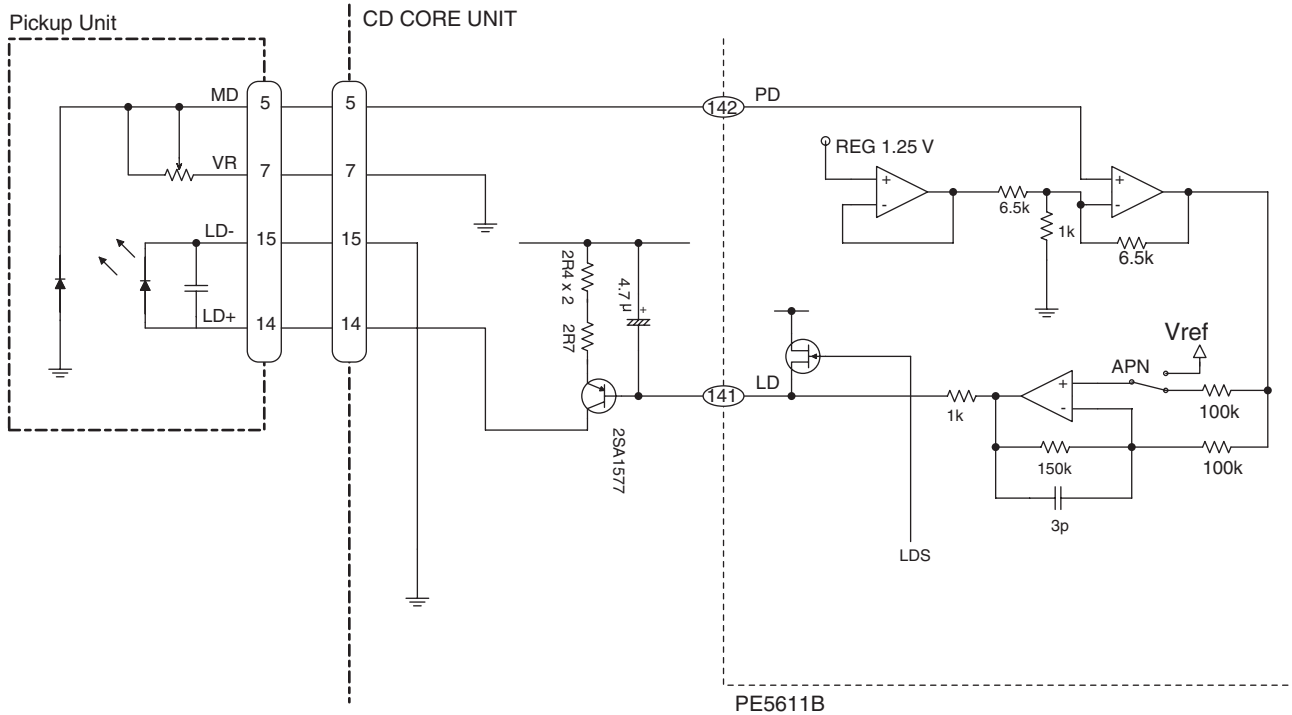 Pickup Unit
CD CORE UNIT
MD
5
5
142
PD
REG 1.25 V
+
-
6.5k
1k
+
-
6.5k
VR
7
7
LD-
15
15
2R4 x 2
2R7
4.7 µ
+
LD+
14
14
2SA1577
141
LD
1k
+
-
APN
Vref
100k
150k
100k
3p
LDS
PE5611B